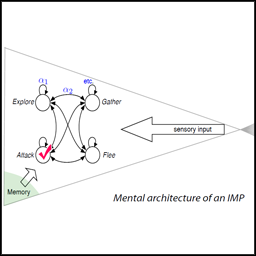 α1
α2
etc.
Explore
Gather
sensory input
Attack
Flee
Memory
Mental architecture of an IMP